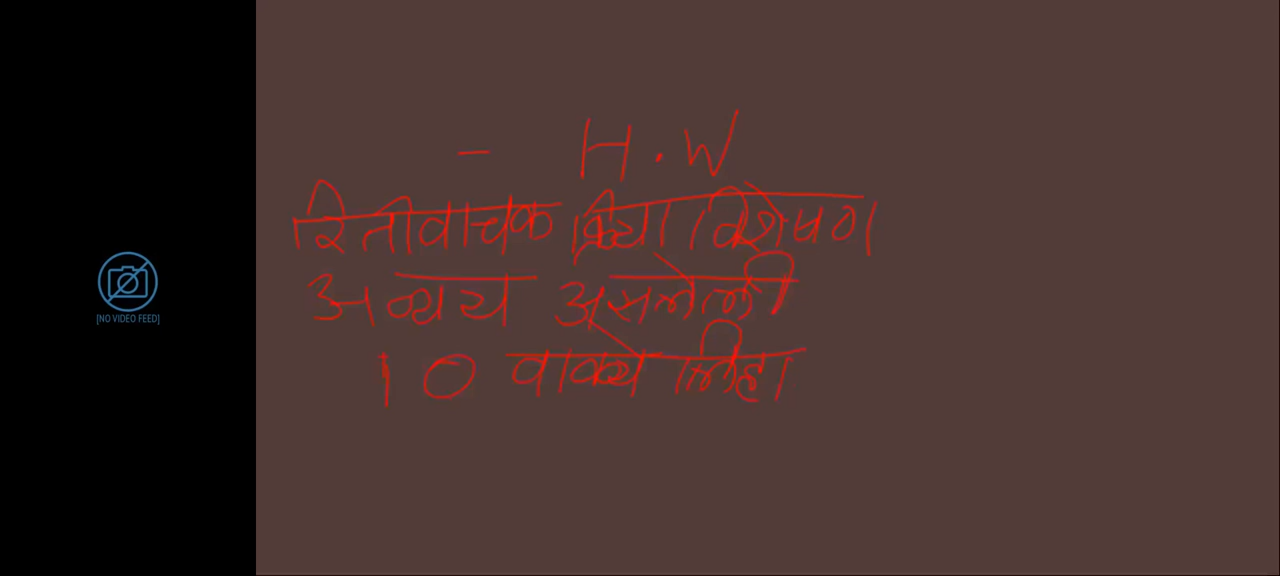 - H.W
रितीवाचक क्रिया विशेषण
अव्यय असलेली
10 वाक्ये लिहा
[NO VIDEO FEED]